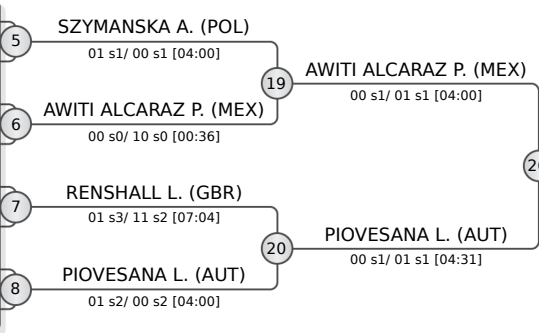 SZYMANSKA A. (POL)
5
01 s1/ 00 s1 [04:00]
AWITI ALCARAZ P. (MEX)
19
00 s1/ 01 s1 [04:00]
AWITI ALCARAZ P. (MEX)
6
00 s0/ 10 s0 [00:36]
RENSHALL L. (GBR)
7
01 s3/ 11 s2 [07:04]
PIOVESANA L. (AUT)
20
00 s1/ 01 s1 [04:31]
PIOVESANA L. (AUT)
8
01 s2/ 00 s2 [04:00]